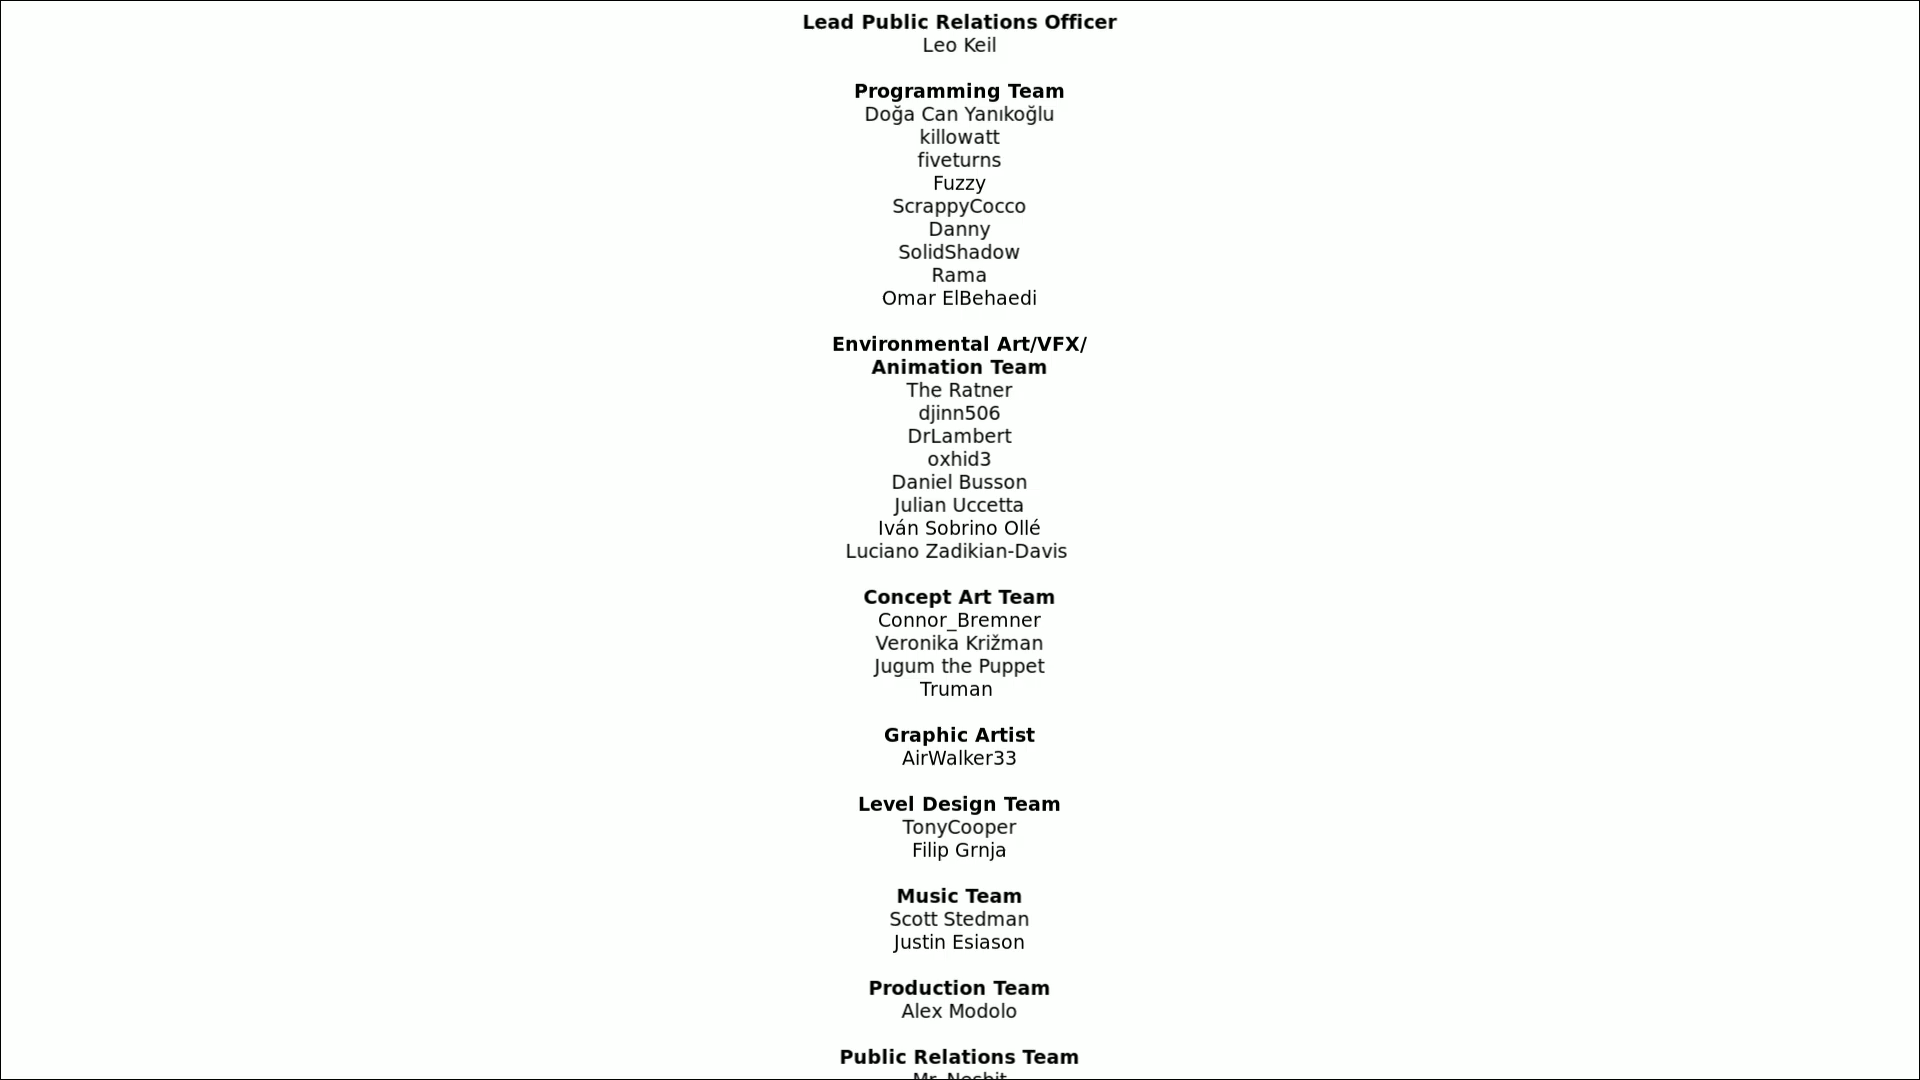 Lead Public Relations Officer
Leo Keil
Programming Team
Doğa Can Yanıkoğlu
killowatt
fiveturns
Fuzzy
ScrappyCocco
Danny
SolidShadow
Rama
Omar ElBehaedi
Environmental Art/VFX/
Animation Team
The Ratner
djinn506
DrLambert
oxhid3
Daniel Busson
Julian Uccetta
Iván Sobrino Ollé
Luciano Zadikian-Davis
Concept Art Team
Connor_Bremner
Veronika Križman
Jugum the Puppet
Truman
Graphic Artist
AirWalker33
Level Design Team
TonyCooper
Filip Grnja
Music Team
Scott Stedman
Justin Esiason
Production Team
Alex Modolo
Public Relations Team